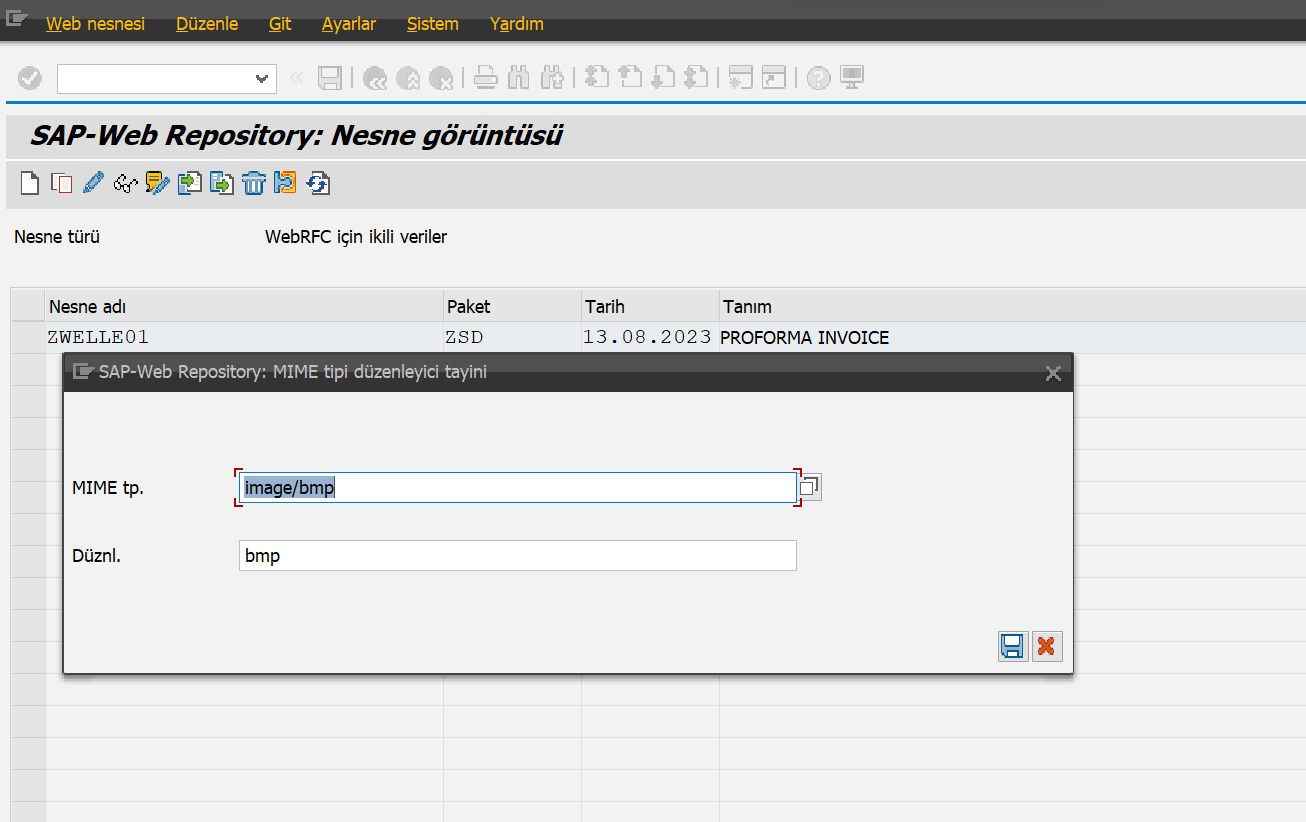 Web nesnesi Düzenle Git Ayarlar Sistem Yardım
SAP-Web Repository: Nesne görüntüsü
Nesne türü WebRFC için ikili veriler
Nesne adı Paket Tarih Tanım
ZWELLE01 ZSD 13.08.2023 PROFORMA INVOICE
SAP-Web Repository: MIME tipi düzenleyici tayini
MIME tp. image/bmp
Düznl. bmp